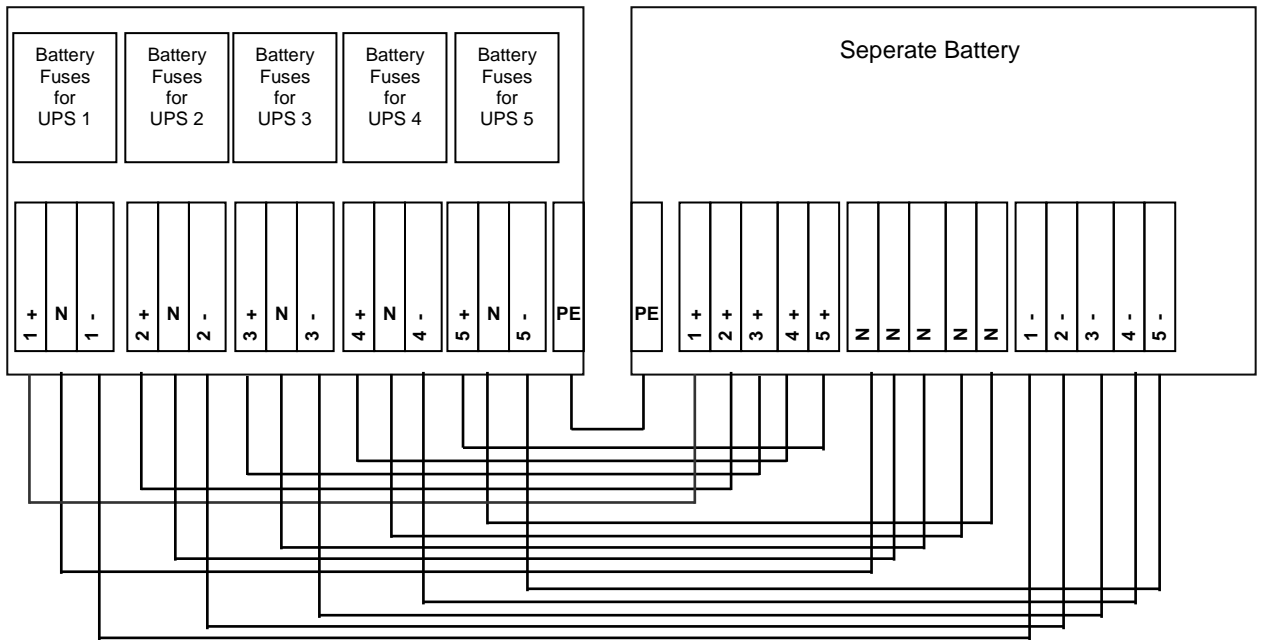 Battery
Fuses
for
UPS 1
Battery
Fuses
for
UPS 2
Battery
Fuses
for
UPS 3
Battery
Fuses
for
UPS 4
Battery
Fuses
for
UPS 5
Seperate Battery
1 +
N
1 -
2 +
N
2 -
3 +
N
3 -
4 +
N
4 -
5 +
N
5 -
PE
PE
1 +
2 +
3 +
4 +
5 +
N
N
N
N
N
1 -
2 -
3 -
4 -
5 -